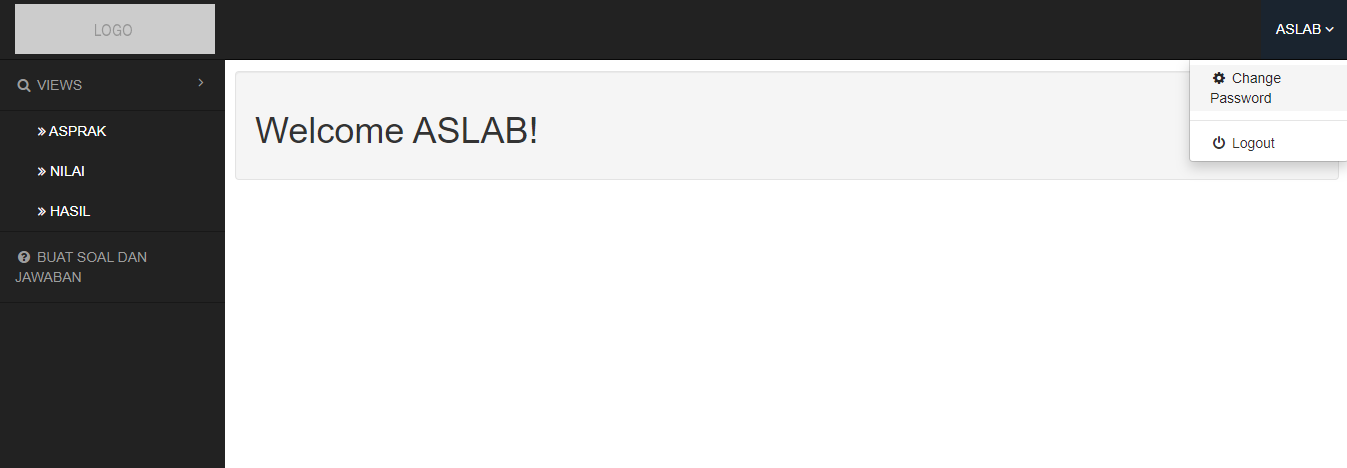 LOGO
ASLAB
VIEWS
ASPRAK
NILAI
HASIL
BUAT SOAL DAN
JAWABAN
Welcome ASLAB!
Change
Password
Logout